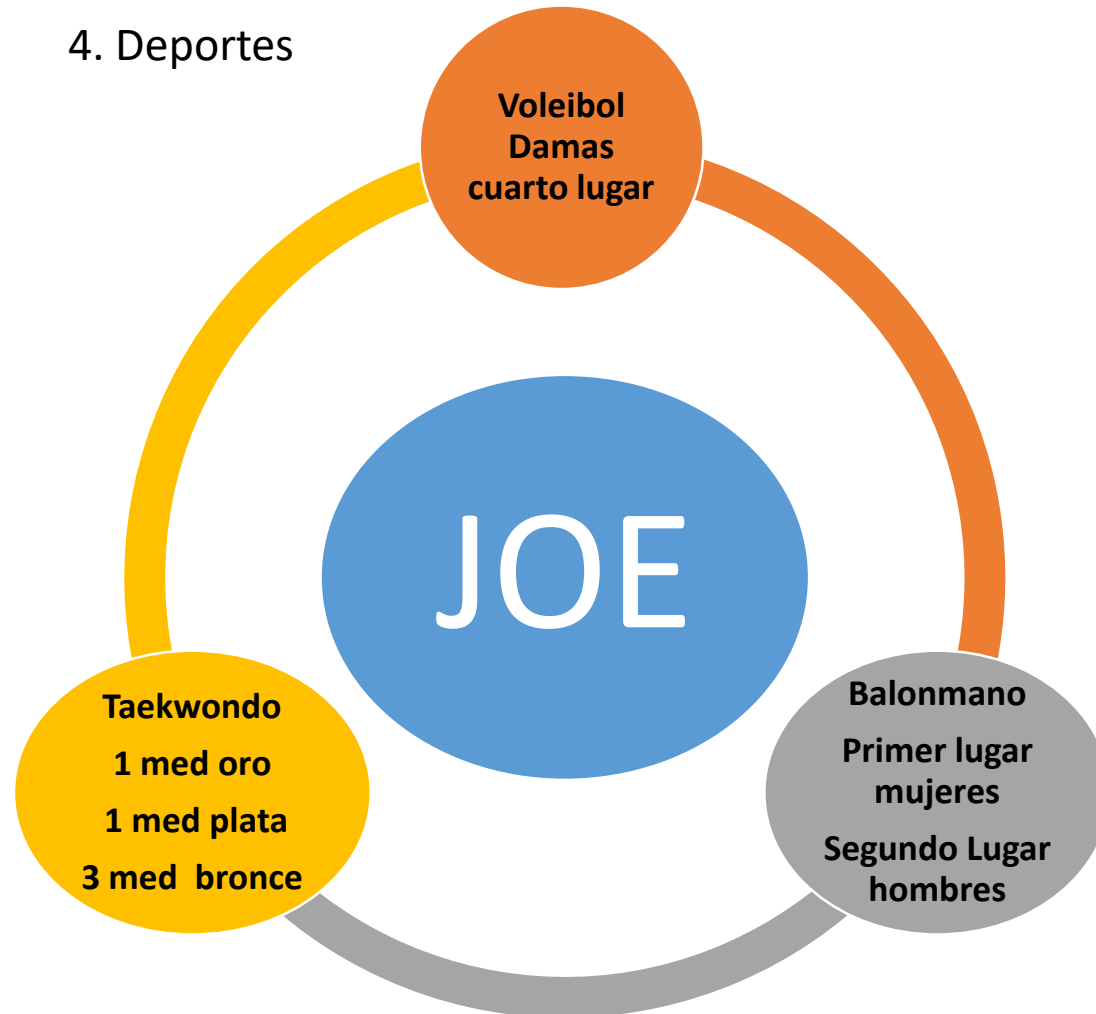 4. Deportes
Voleibol
Damas
cuarto lugar
JOE
Taekwondo
1 med oro
1 med plata
3 med  bronce
Balonmano
Primer lugar
mujeres
Segundo Lugar
hombres